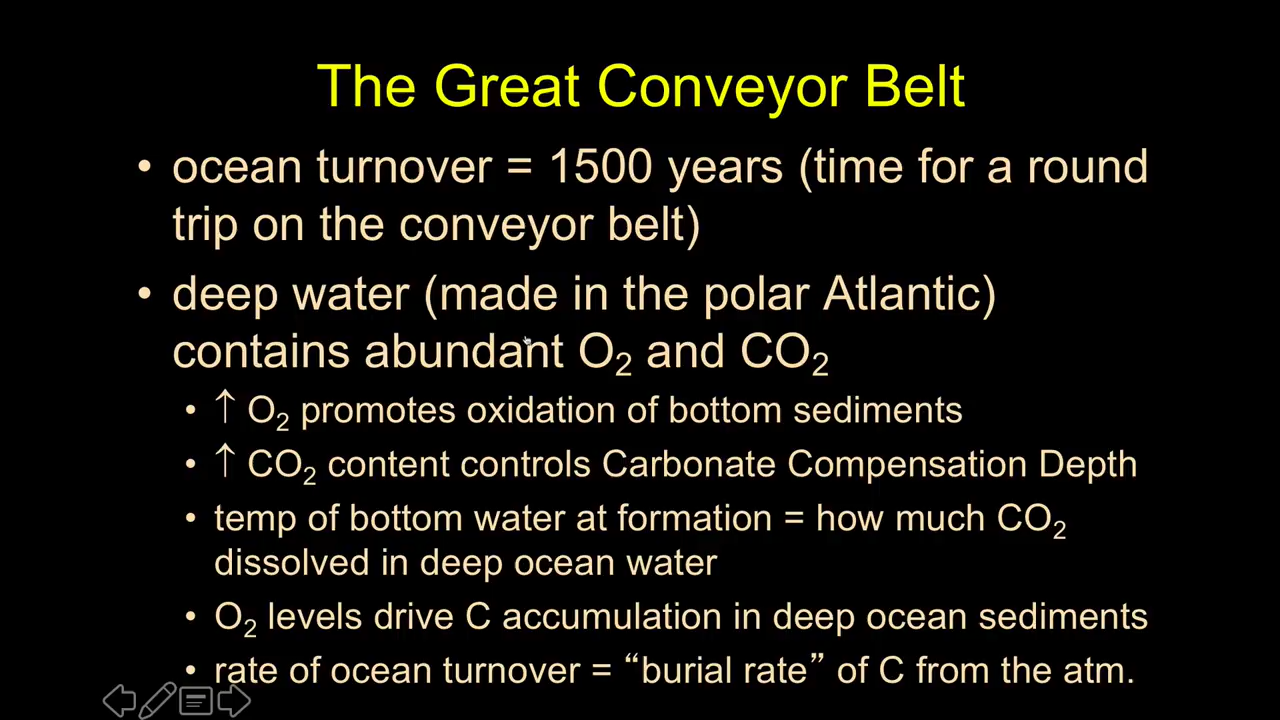 The Great Conveyor Belt
• ocean turnover = 1500 years (time for a round
trip on the conveyor belt)
• deep water (made in the polar Atlantic)
contains abundant O₂ and CO₂
• ↑ O₂ promotes oxidation of bottom sediments
• ↑ CO₂ content controls Carbonate Compensation Depth
• temp of bottom water at formation = how much CO₂
dissolved in deep ocean water
• O₂ levels drive C accumulation in deep ocean sediments
• rate of ocean turnover = “burial rate” of C from the atm.